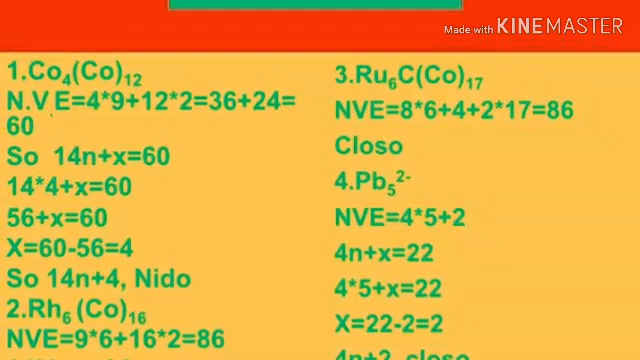 Made with KINEMASTER
1.Co4(Co)12
N.V E=4*9+12*2=36+24=
60
So 14n+x=60
14*4+x=60
56+x=60
X=60-56=4
So 14n+4, Nido
2.Rh6 (Co)16
NVE=9*6+16*2=86
3.Ru6C(Co)17
NVE=8*6+4+2*17=86
Closo
4.Pb5²⁻
NVE=4*5+2
4n+x=22
4*5+x=22
X=22-2=2
4n+2, closo